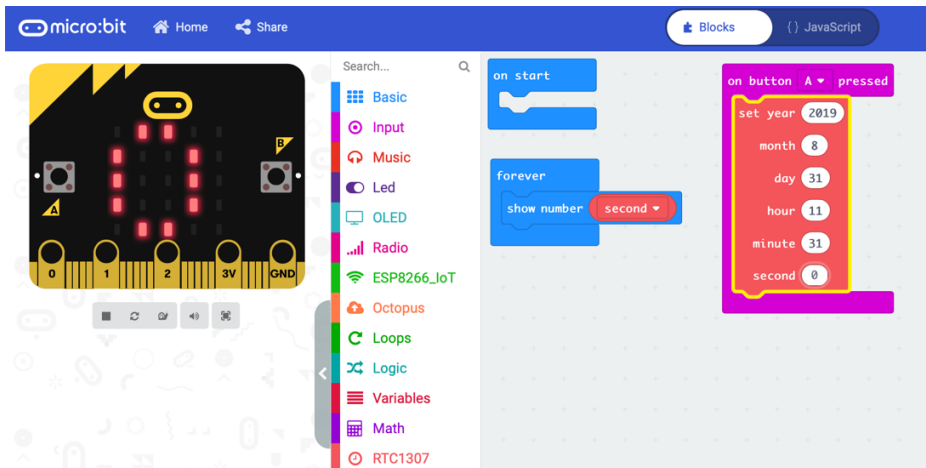 micro:bit Home Share Blocks {} JavaScript
B
A
0 1 2 3V GND
Search...
Basic
Input
Music
Led
OLED
Radio
ESP8266_IoT
Octopus
Loops
Logic
Variables
Math
RTC1307
on start
forever
show number second
on button A pressed
set year 2019
month 8
day 31
hour 11
minute 31
second 0